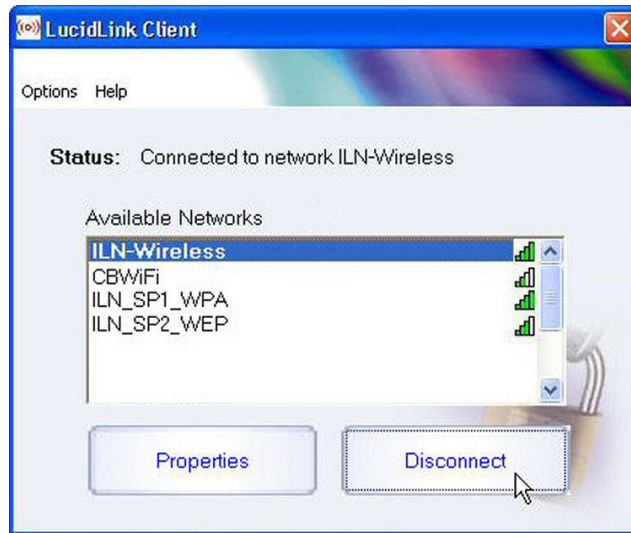 LucidLink Client
Options Help
Status: Connected to network ILN-Wireless
Available Networks
ILN-Wireless
CBWiFi
ILN_SP1_WPA
ILN_SP2_WEP
Properties Disconnect